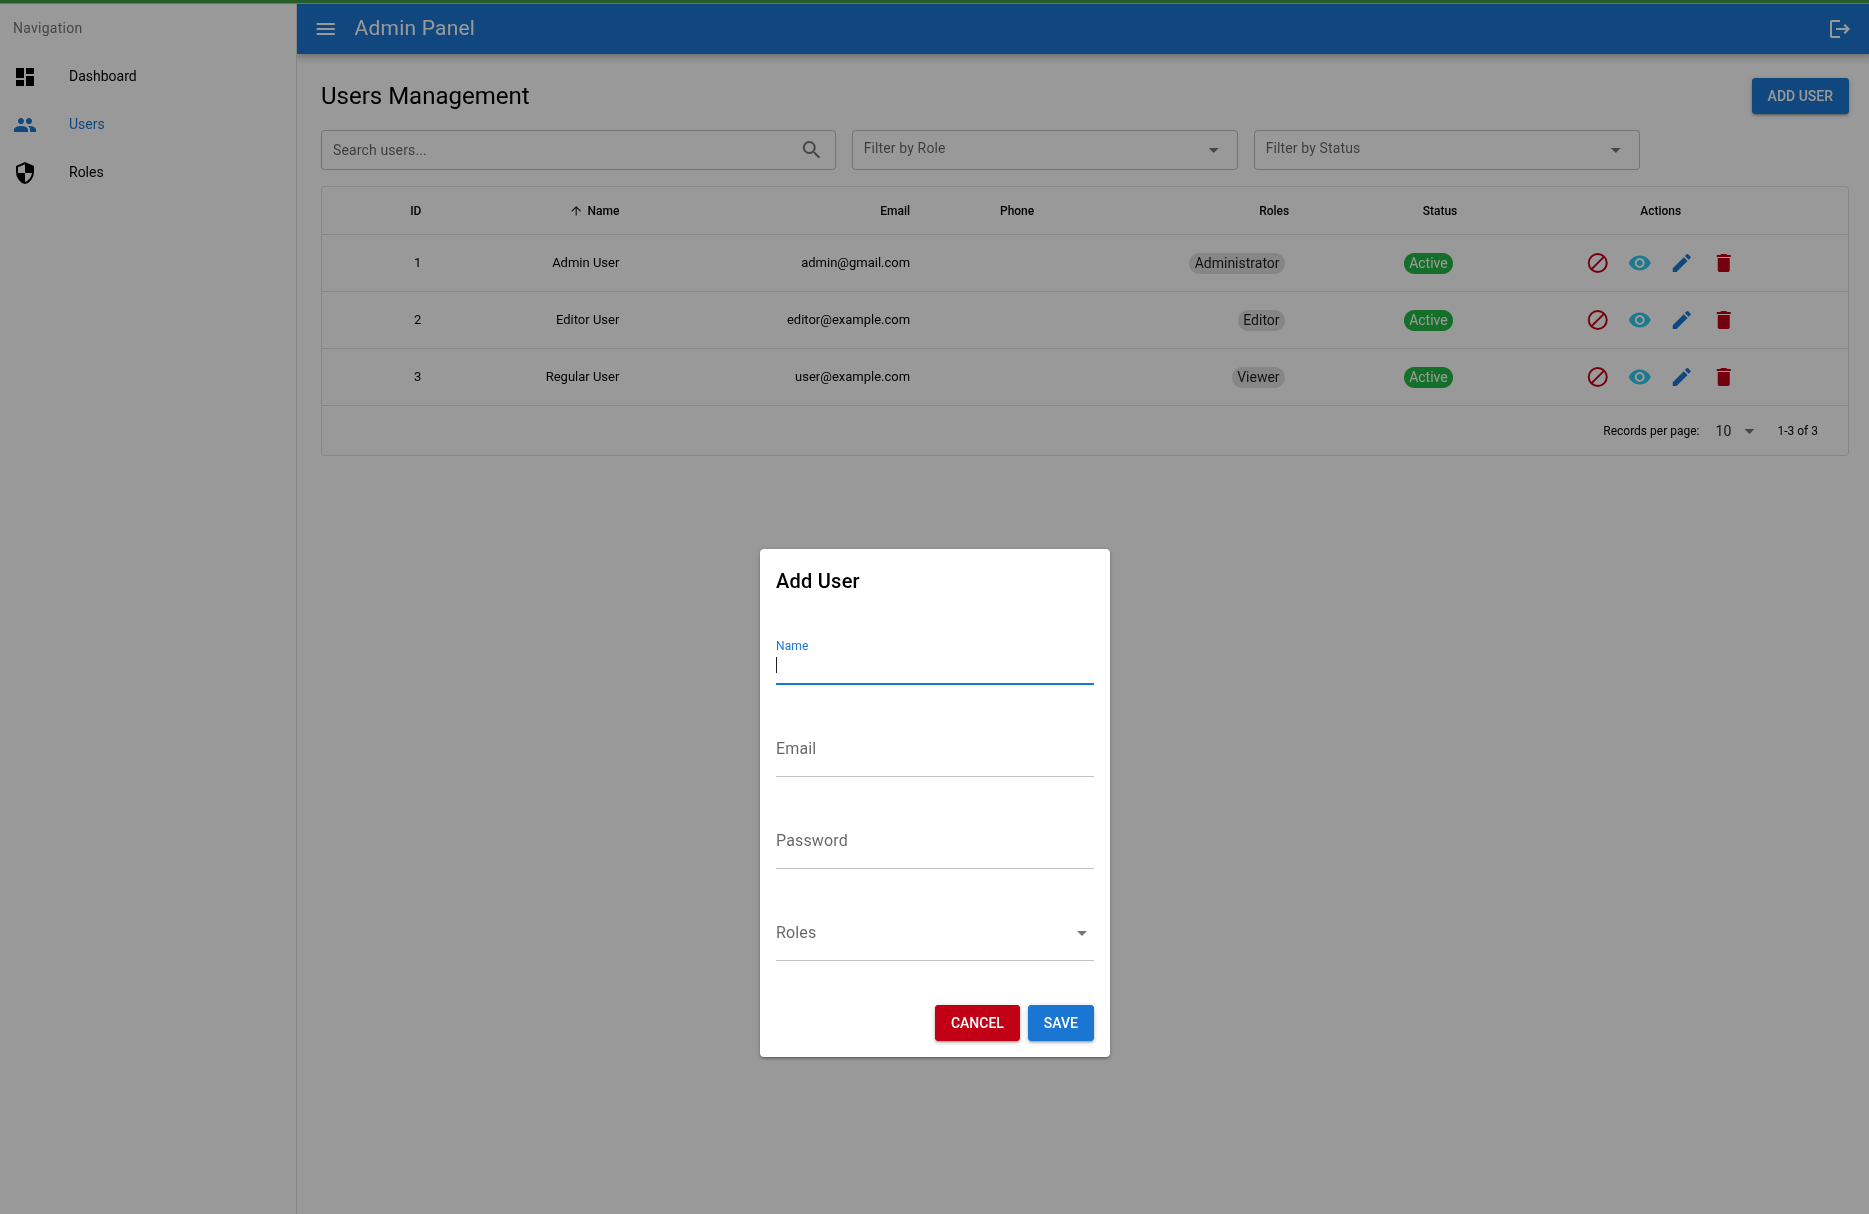 Navigation
Admin Panel
Dashboard
Users
Roles
Users Management
ADD USER
Search users...
Filter by Role
Filter by Status
ID Name Email Phone Roles Status Actions
1 Admin User admin@gmail.com Administrator Active
2 Editor User editor@example.com Editor Active
3 Regular User user@example.com Viewer Active
Records per page: 10 1-3 of 3
Add User
Name
Email
Password
Roles
CANCEL SAVE